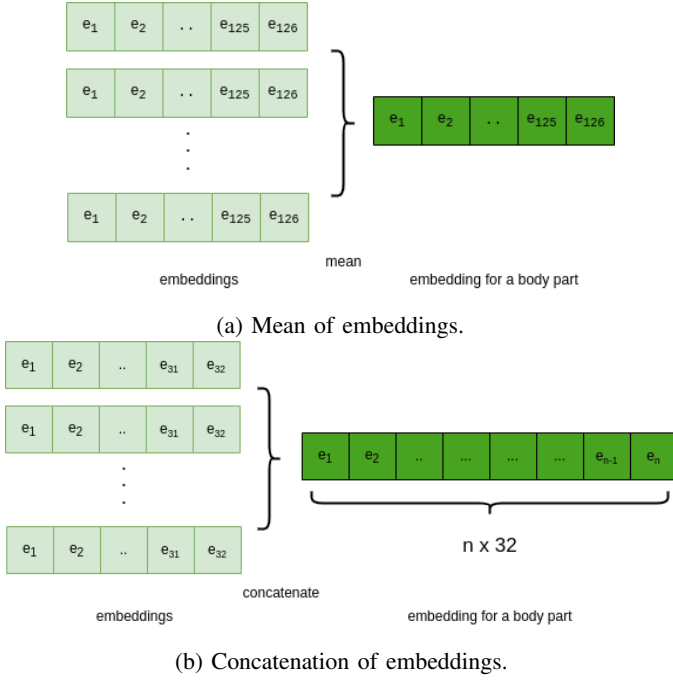 e1 e2 .. e125 e126
e1 e2 .. e125 e126
e1 e2 .. e125 e126
e1 e2 .. e125 e126
mean
embeddings embedding for a body part
(a) Mean of embeddings.
e1 e2 .. e31 e32
e1 e2 .. e31 e32
e1 e2 .. ... ... ... en-1 en
n x 32
e1 e2 .. e31 e32
concatenate
embeddings embedding for a body part
(b) Concatenation of embeddings.